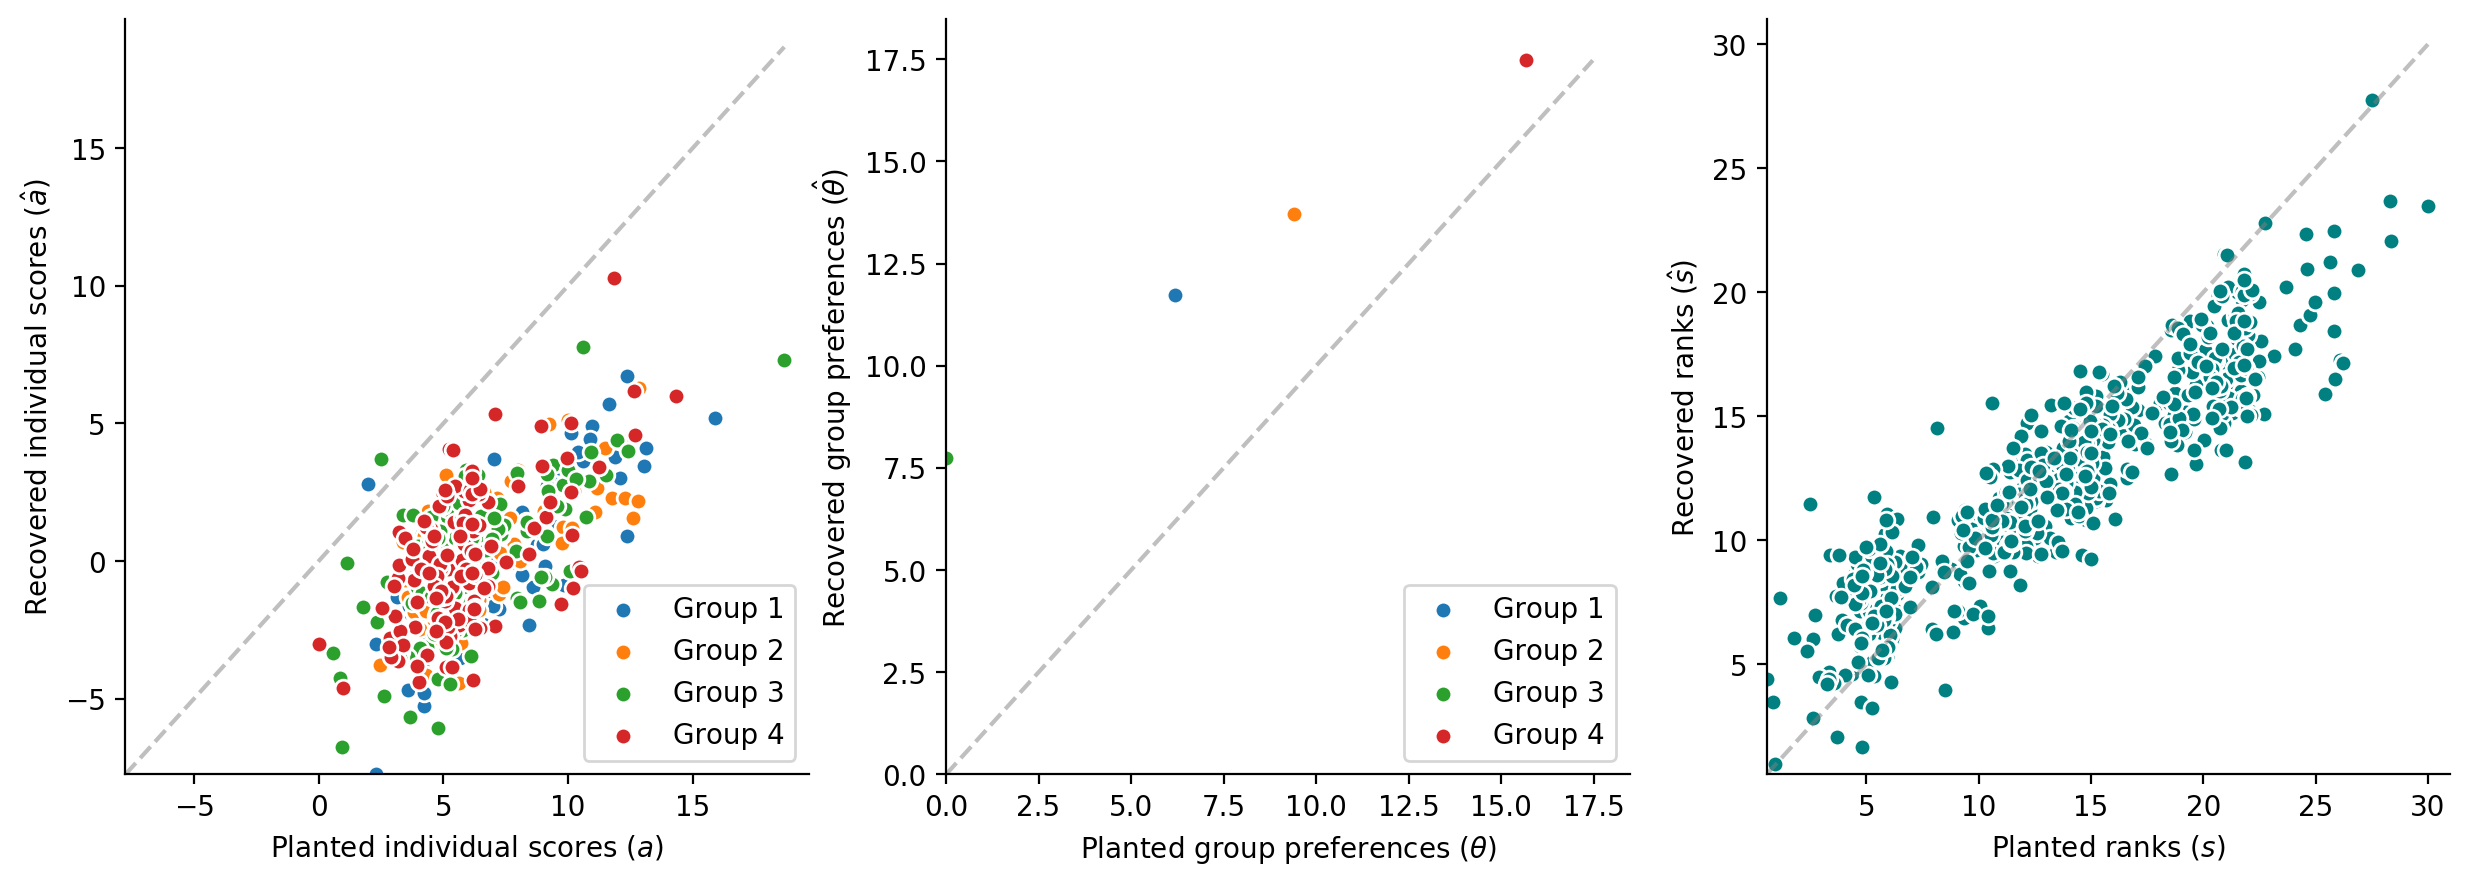 Recovered individual scores (â)
15
10
5
0
−5
−5
0
5
10
15
Planted individual scores (a)
Group 1
Group 2
Group 3
Group 4
Recovered group preferences (θ̂)
17.5
15.0
12.5
10.0
7.5
5.0
2.5
0.0
0.0
2.5
5.0
7.5
10.0
12.5
15.0
17.5
Planted group preferences (θ)
Group 1
Group 2
Group 3
Group 4
Recovered ranks (ŝ)
30
25
20
15
10
5
5
10
15
20
25
30
Planted ranks (s)